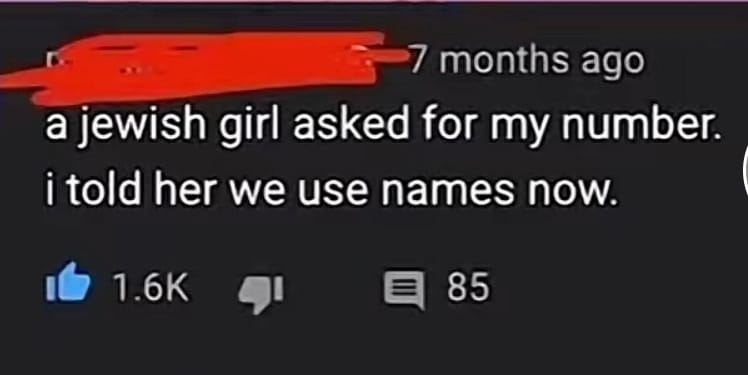 7 months ago
a jewish girl asked for my number.
i told her we use names now.
1.6K 85